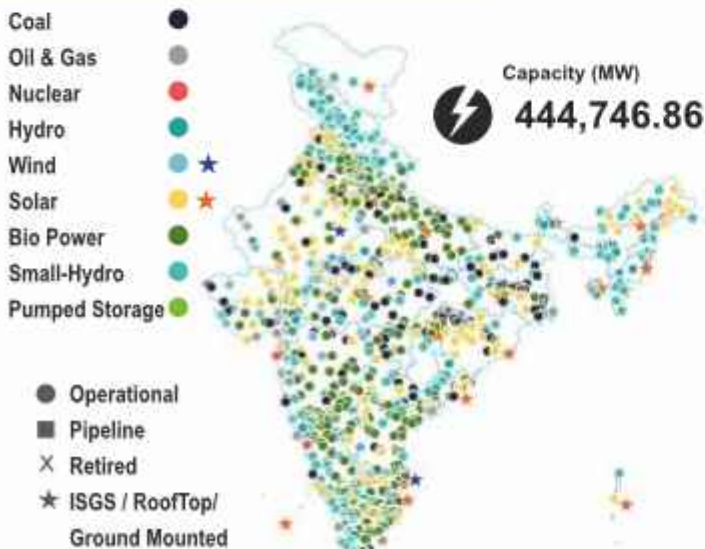 Coal
Oil & Gas
Nuclear
Hydro
Wind
Solar
Bio Power
Small-Hydro
Pumped Storage
Operational
Pipeline
Retired
ISGS / RoofTop/
Ground Mounted
Capacity (MW)
444,746.86